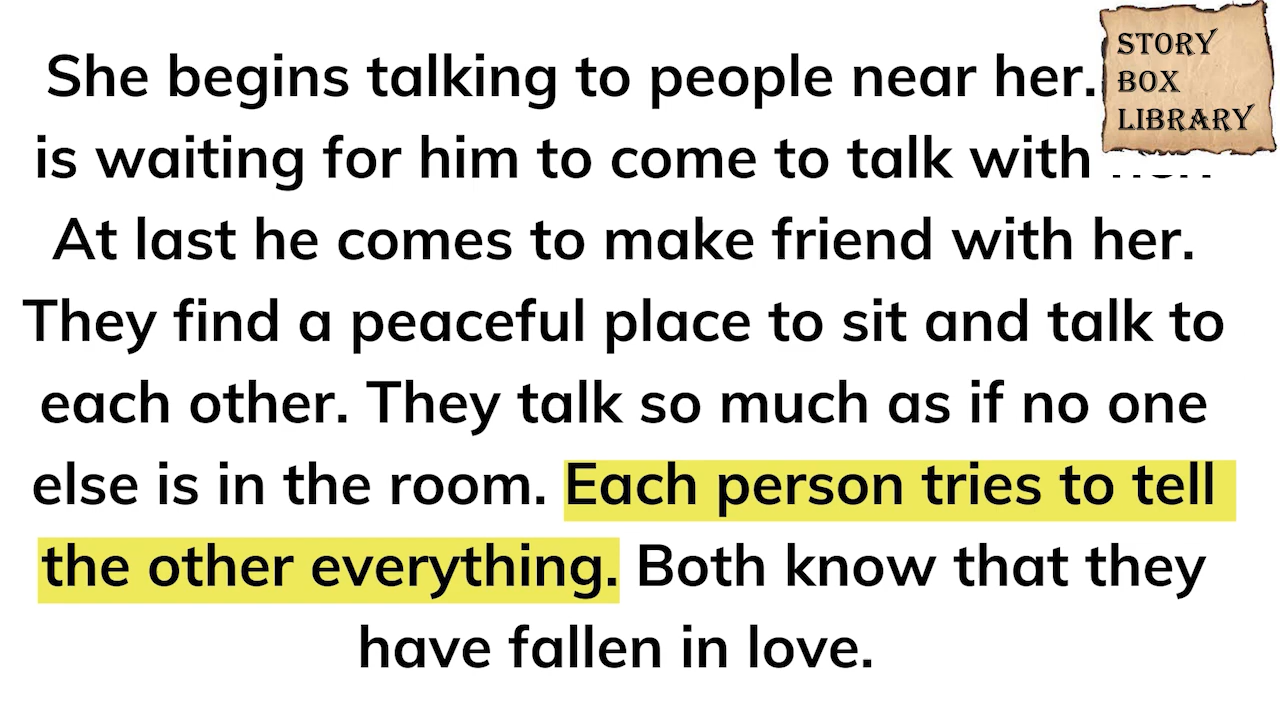 She begins talking to people near her.
is waiting for him to come to talk with
At last he comes to make friend with her.
They find a peaceful place to sit and talk to
each other. They talk so much as if no one
else is in the room. Each person tries to tell
the other everything. Both know that they
have fallen in love.
STORY
BOX
LIBRARY